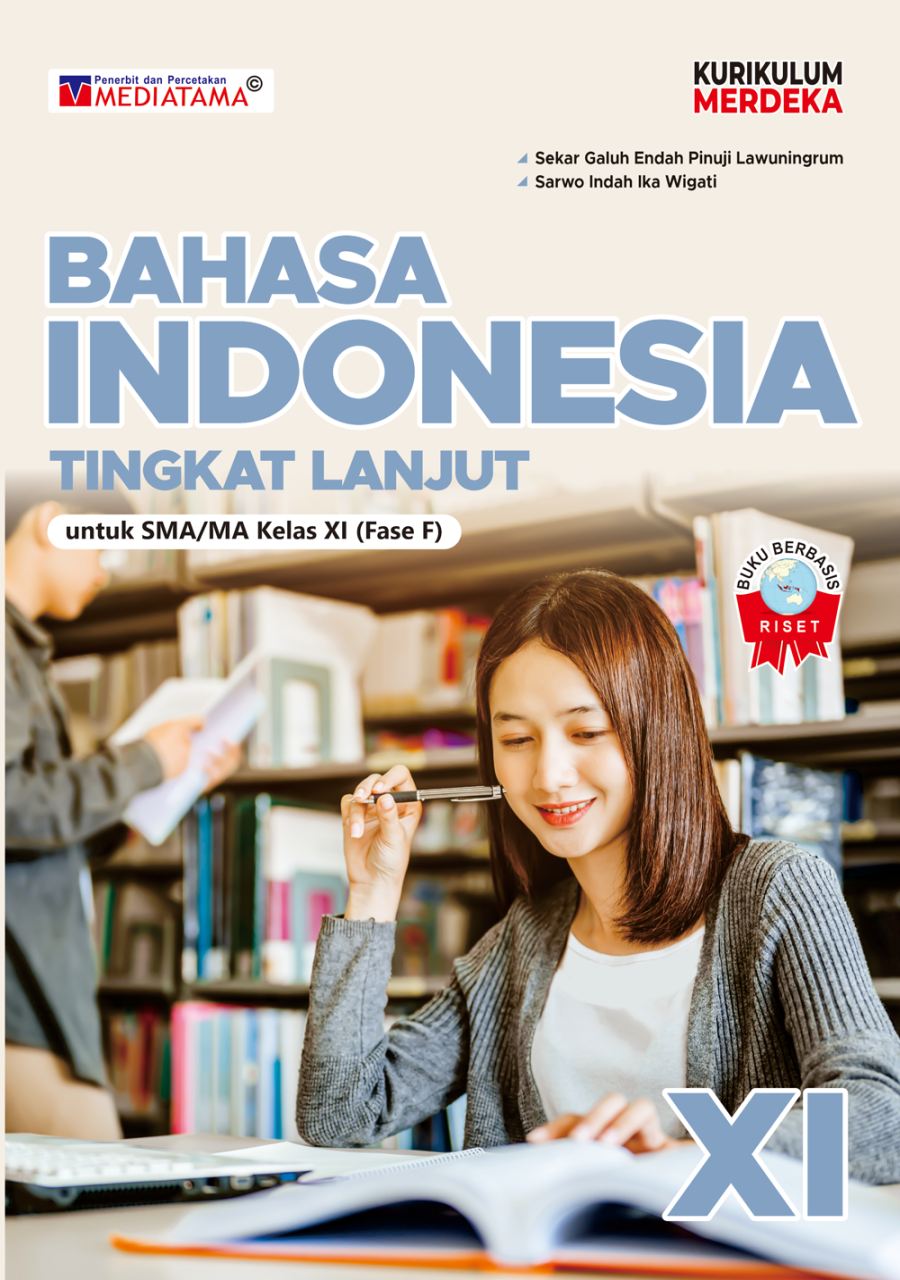 Penerbit dan Percetakan
MEDIATAMA ©
KURIKULUM
MERDEKA
Sekar Galuh Endah Pinuji Lawuningrum
Sarwo Indah Ika Wigati
BAHASA
INDONESIA
TINGKAT LANJUT
untuk SMA/MA Kelas XI (Fase F)
BUKU BERBASIS
RISET
XI